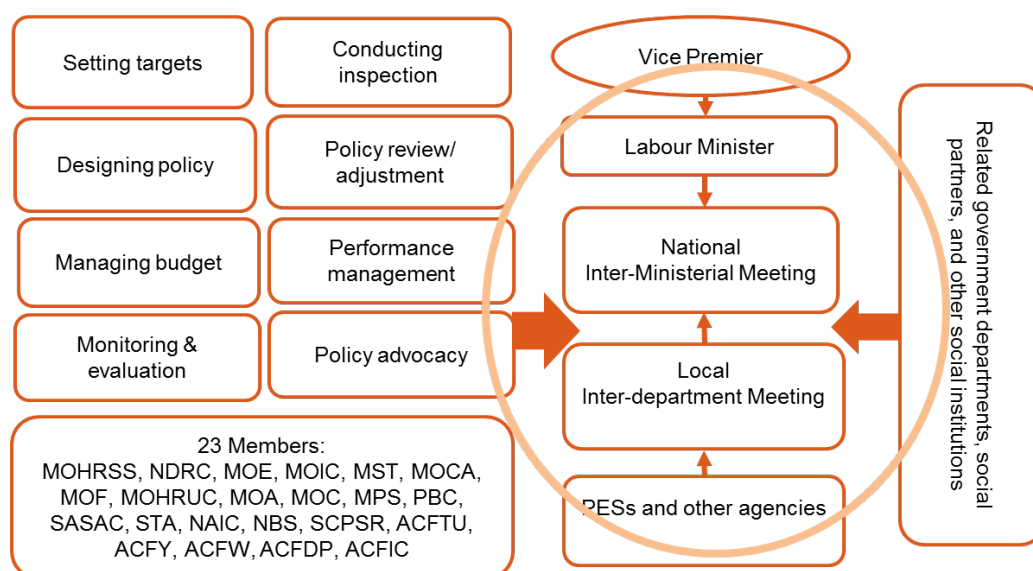 Setting targets
Conducting
inspection
Designing policy
Policy review/
adjustment
Managing budget
Performance
management
Monitoring &
evaluation
Policy advocacy
23 Members:
MOHRSS, NDRC, MOE, MOIC, MST, MOCA,
MOF, MOHRUC, MOA, MOC, MPS, PBC,
SASAC, STA, NAIC, NBS, SCPSR, ACFTU,
ACFY, ACFW, ACFDP, ACFIC
Vice Premier
Labour Minister
National
Inter-Ministerial Meeting
Local
Inter-department Meeting
PESs and other agencies
Related government departments, social
partners, and other social institutions